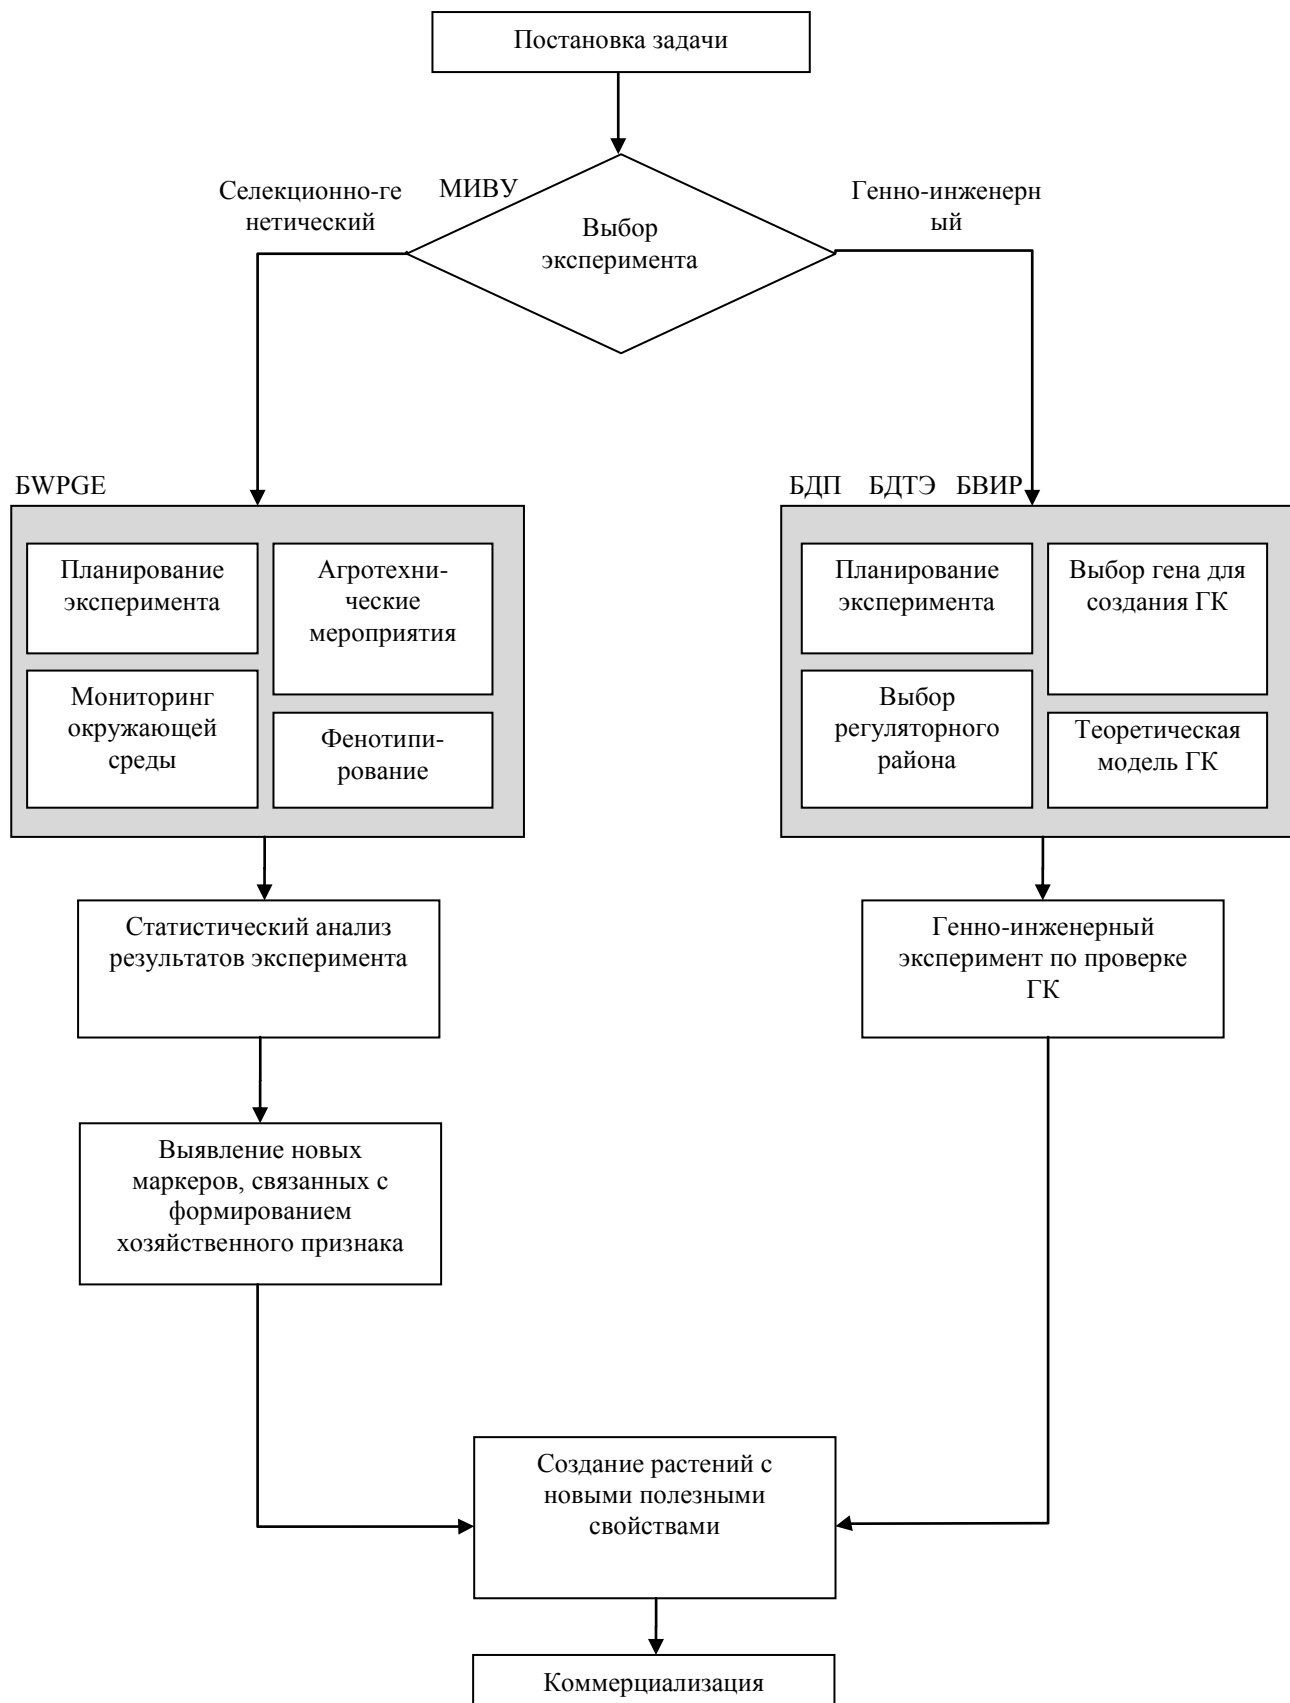 Постановка задачи
Селекционно-ге
нетический
МИВУ
Выбор
эксперимента
Генно-инженерн
ый
БWPGE
Планирование
эксперимента
Агротехни-
ческие
мероприятия
Мониторинг
окружающей
среды
Фенотипи-
рование
БДП БДТЭ БВИР
Планирование
эксперимента
Выбор гена для
создания ГК
Выбор
регуляторного
района
Теоретическая
модель ГК
Статистический анализ
результатов эксперимента
Генно-инженерный
эксперимент по проверке
ГК
Выявление новых
маркеров, связанных с
формированием
хозяйственного признака
Создание растений с
новыми полезными
свойствами
Коммерциализация